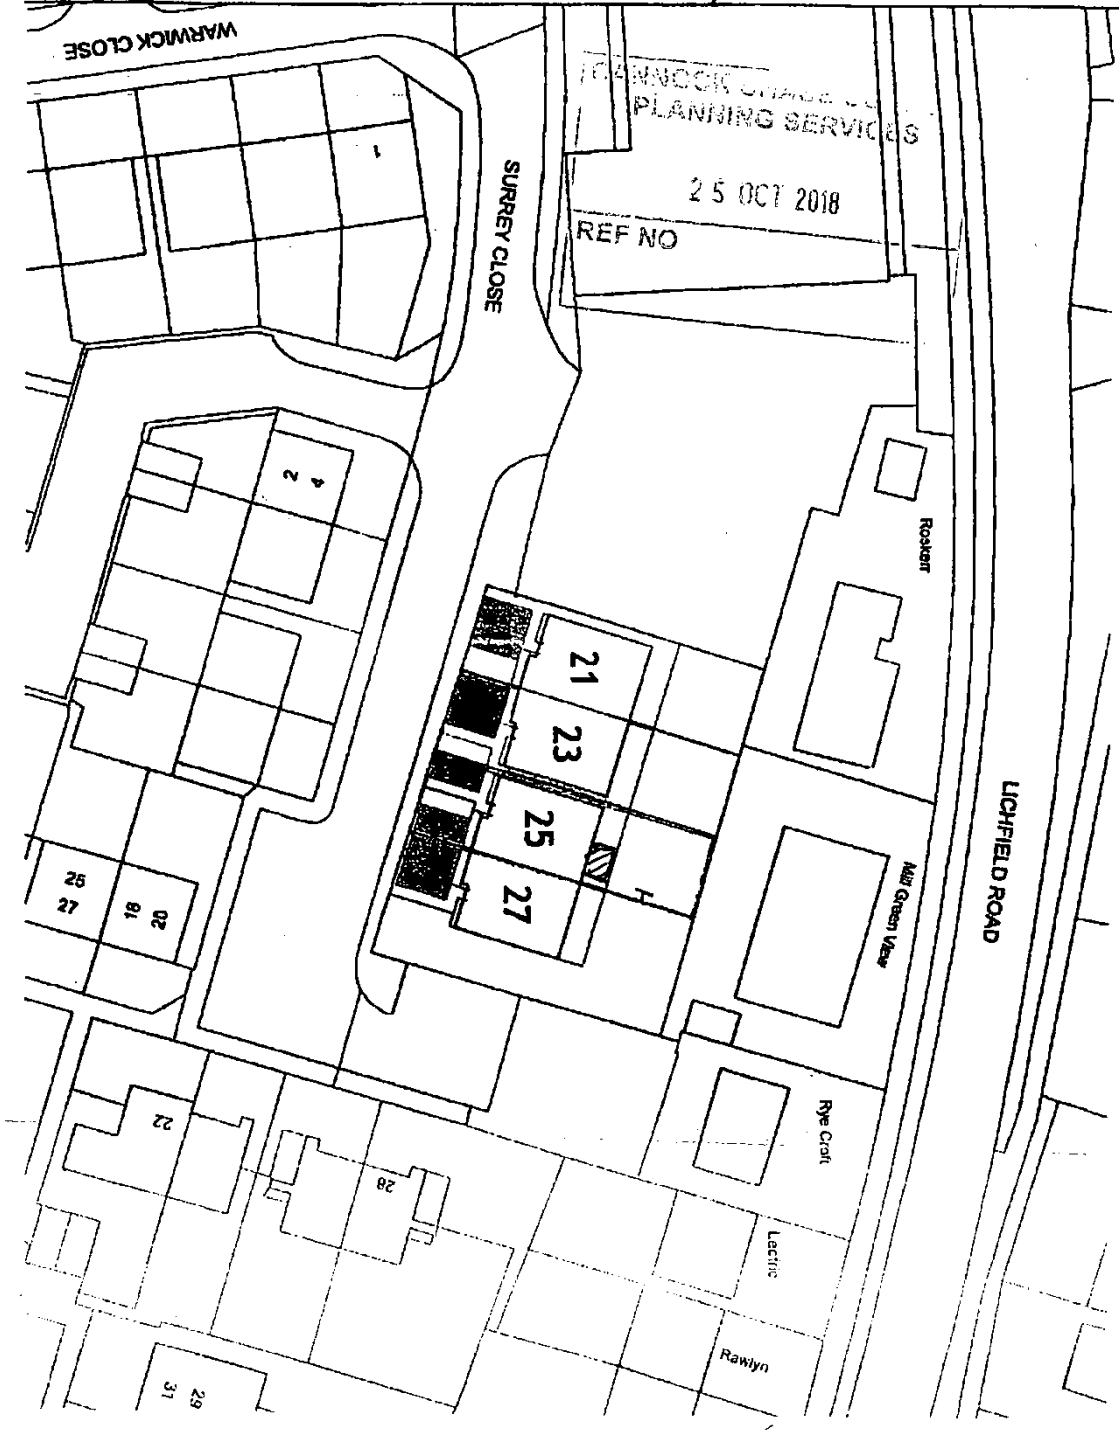 WARWICK CLOSE
PLANNING SERVICES
25 OCT 2018
REF NO
1
SURREY CLOSE
2
4
Roskerr
21
23
25
27
LICHFIELD ROAD
Mill Green View
25
27
18
20
Rye Croft
22
28
Lectric
Rawlyn
29
31